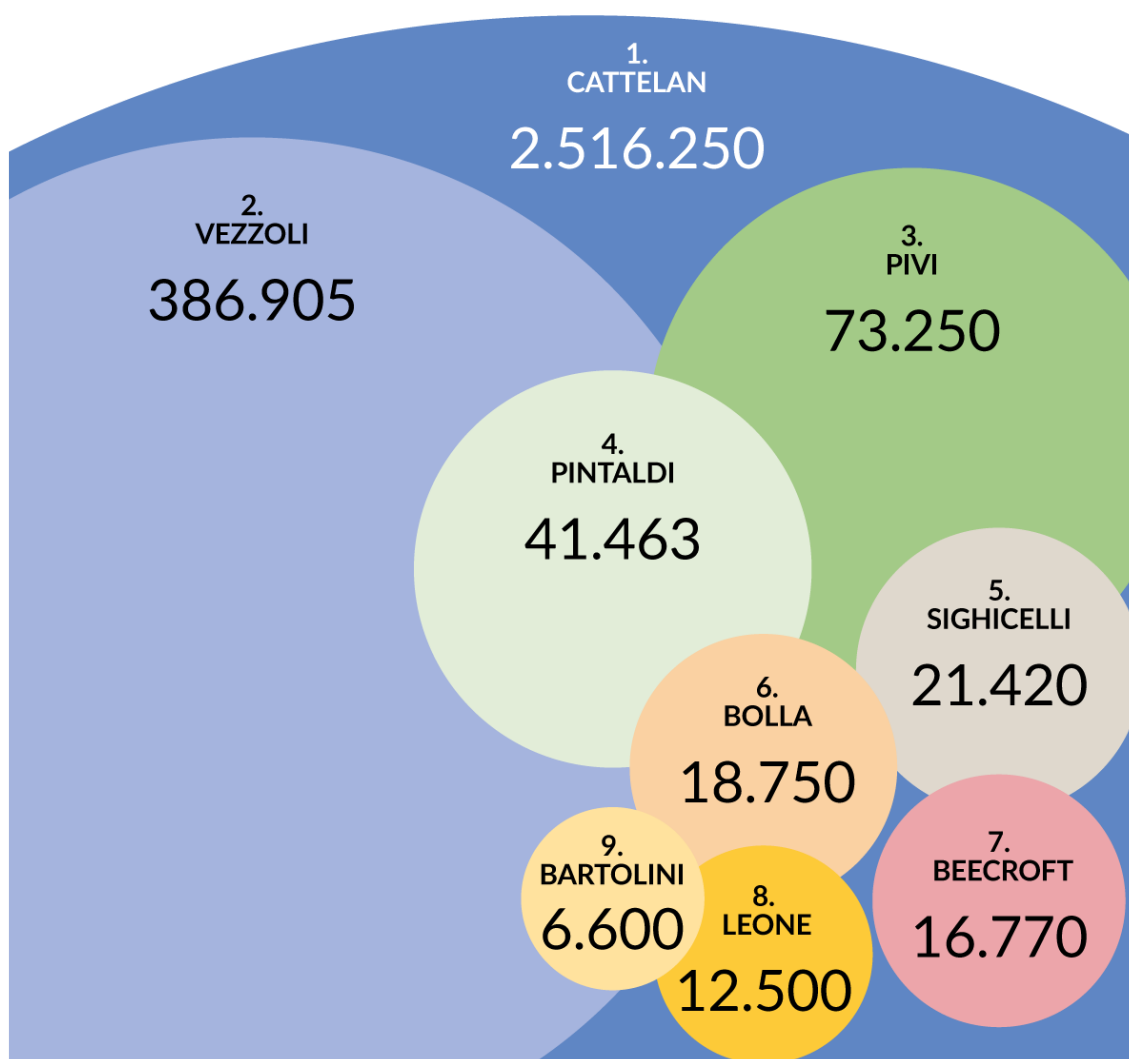 1.
CATTELAN
2.516.250
2.
VEZZOLI
386.905
3.
PIVI
73.250
4.
PINTALDI
41.463
5.
SIGHICELLI
21.420
6.
BOLLA
18.750
7.
BEECROFT
16.770
8.
LEONE
12.500
9.
BARTOLINI
6.600